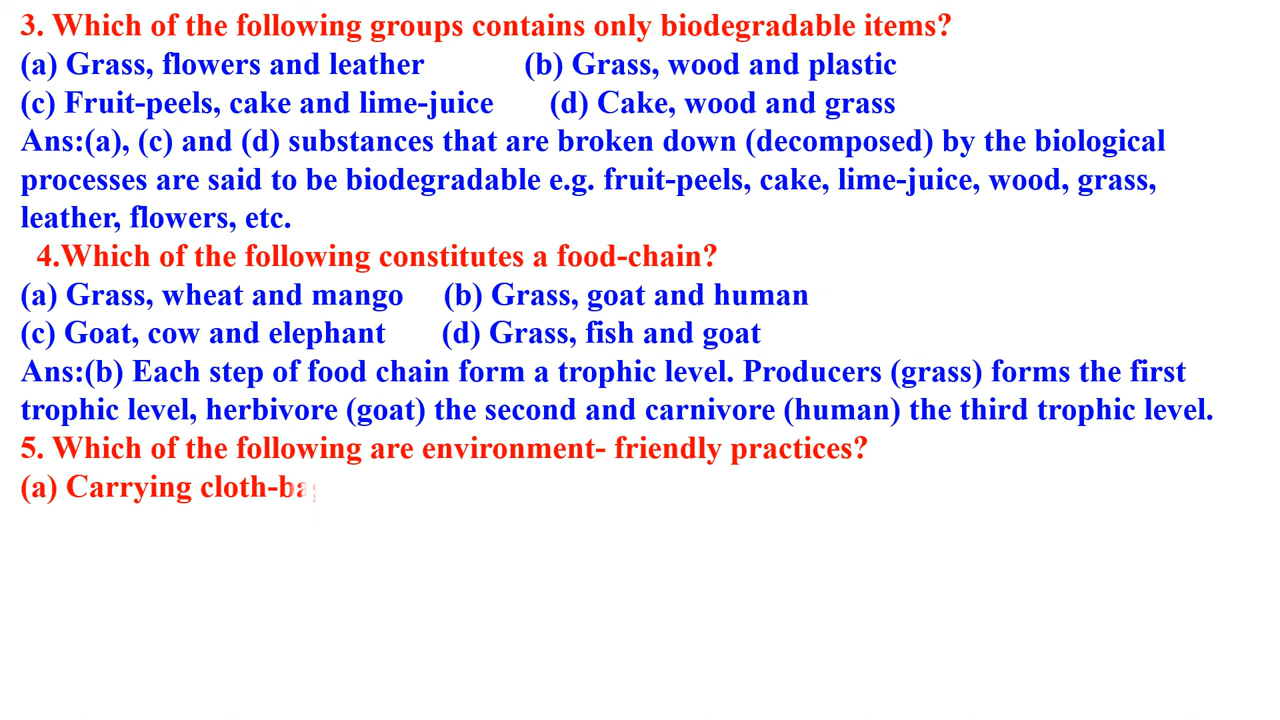 3. Which of the following groups contains only biodegradable items?
(a) Grass, flowers and leather (b) Grass, wood and plastic
(c) Fruit-peels, cake and lime-juice (d) Cake, wood and grass
Ans:(a), (c) and (d) substances that are broken down (decomposed) by the biological
processes are said to be biodegradable e.g. fruit-peels, cake, lime-juice, wood, grass,
leather, flowers, etc.
4.Which of the following constitutes a food-chain?
(a) Grass, wheat and mango (b) Grass, goat and human
(c) Goat, cow and elephant (d) Grass, fish and goat
Ans:(b) Each step of food chain form a trophic level. Producers (grass) forms the first
trophic level, herbivore (goat) the second and carnivore (human) the third trophic level.
5. Which of the following are environment- friendly practices?
(a) Carrying cloth-bag